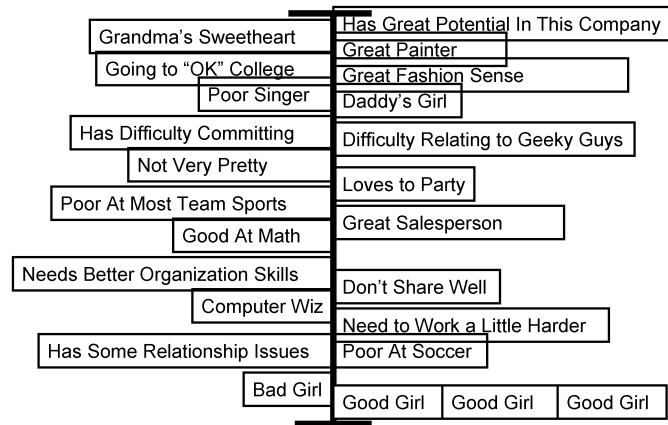 Grandma's Sweetheart
Going to “OK” College
Poor Singer
Has Difficulty Committing
Not Very Pretty
Poor At Most Team Sports
Good At Math
Needs Better Organization Skills
Computer Wiz
Has Some Relationship Issues
Bad Girl
Has Great Potential In This Company
Great Painter
Great Fashion Sense
Daddy's Girl
Difficulty Relating to Geeky Guys
Loves to Party
Great Salesperson
Don't Share Well
Need to Work a Little Harder
Poor At Soccer
Good Girl Good Girl Good Girl